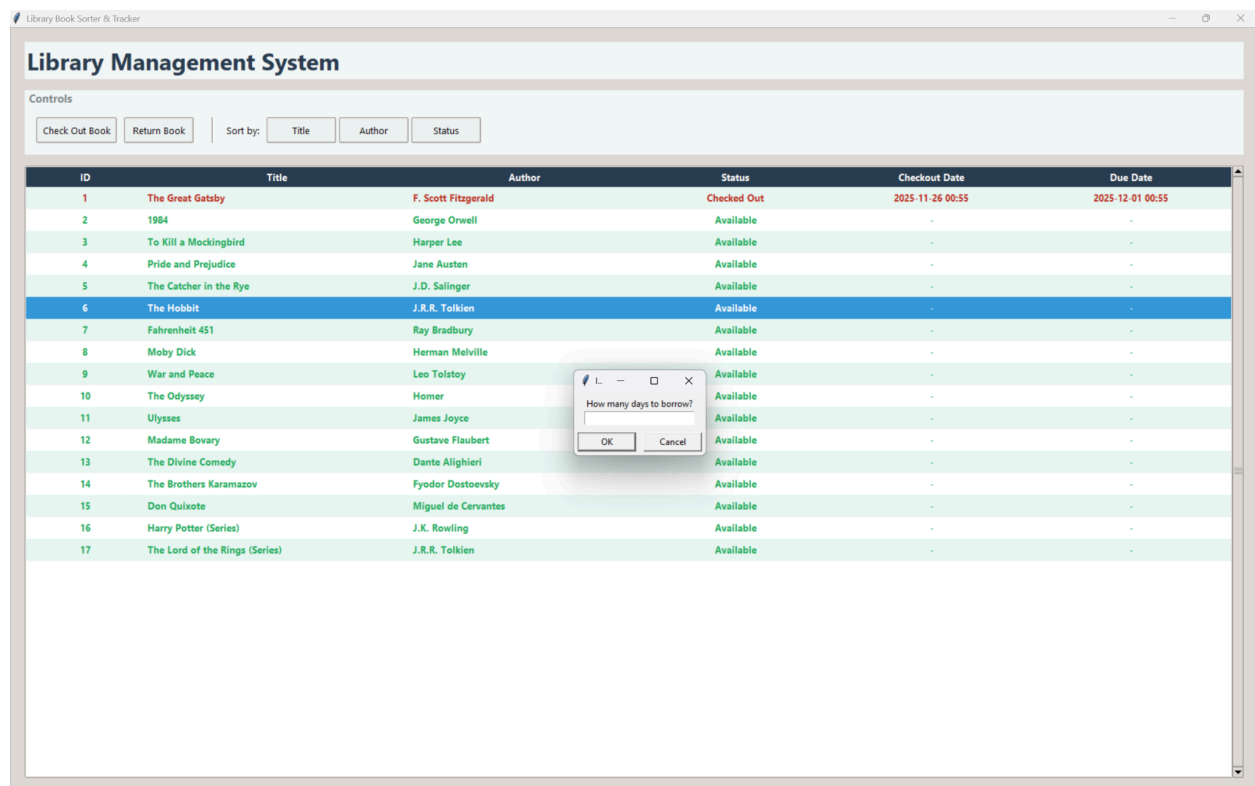 Library Book Sorter & Tracker
Library Management System
Controls
Check Out Book Return Book Sort by: Title Author Status
ID Title Author Status Checkout Date Due Date
1 The Great Gatsby F. Scott Fitzgerald Checked Out 2025-11-26 00:55 2025-12-01 00:55
2 1984 George Orwell Available - -
3 To Kill a Mockingbird Harper Lee Available - -
4 Pride and Prejudice Jane Austen Available - -
5 The Catcher in the Rye J.D. Salinger Available - -
6 The Hobbit J.R.R. Tolkien Available - -
7 Fahrenheit 451 Ray Bradbury Available - -
8 Moby Dick Herman Melville Available - -
9 War and Peace Leo Tolstoy Available - -
10 The Odyssey Homer Available - -
11 Ulysses James Joyce Available - -
12 Madame Bovary Gustave Flaubert Available - -
13 The Divine Comedy Dante Alighieri Available - -
14 The Brothers Karamazov Fyodor Dostoevsky Available - -
15 Don Quixote Miguel de Cervantes Available - -
16 Harry Potter (Series) J.K. Rowling Available - -
17 The Lord of the Rings (Series) J.R.R. Tolkien Available - -
I...
How many days to borrow?
OK Cancel